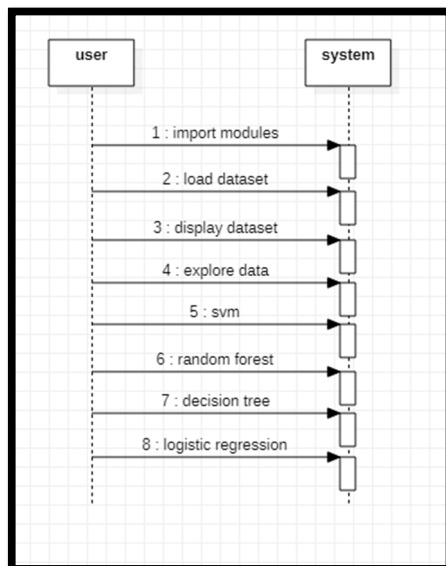 user
system
1 : import modules
2 : load dataset
3 : display dataset
4 : explore data
5 : svm
6 : random forest
7 : decision tree
8 : logistic regression